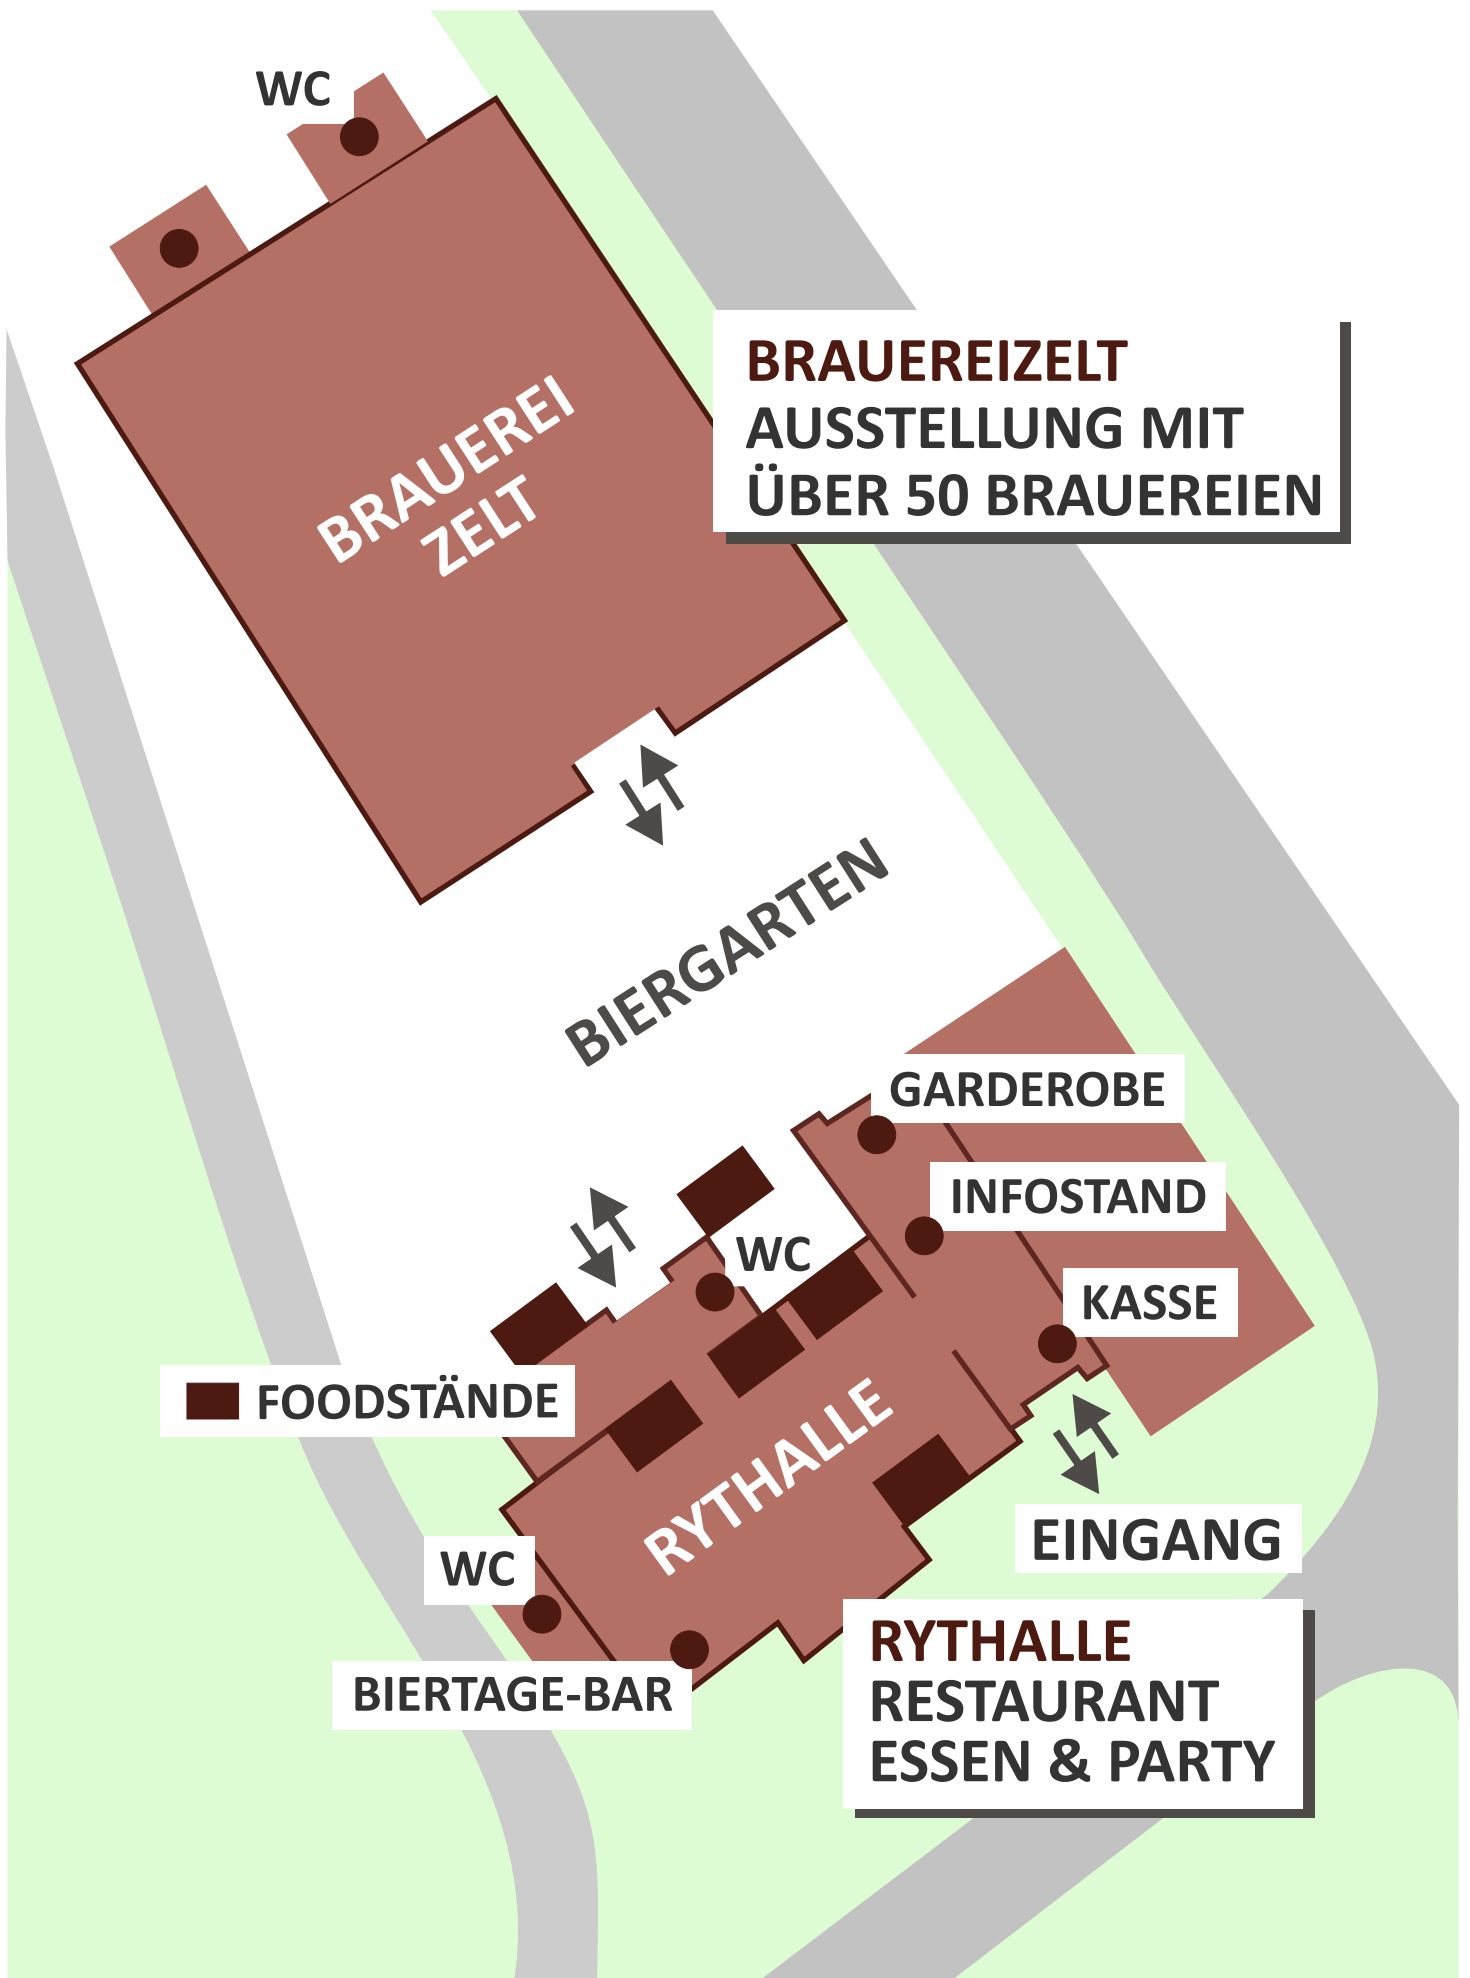 WC
BRAUEREIZELT
AUSSTELLUNG MIT
ÜBER 50 BRAUEREIEN
BRAUEREI
ZELT
BIERGARTEN
GARDEROBE
INFOSTAND
WC
KASSE
FOODSTÄNDE
RYTHALLE
EINGANG
WC
BIERTAGE-BAR
RYTHALLE
RESTAURANT
ESSEN & PARTY